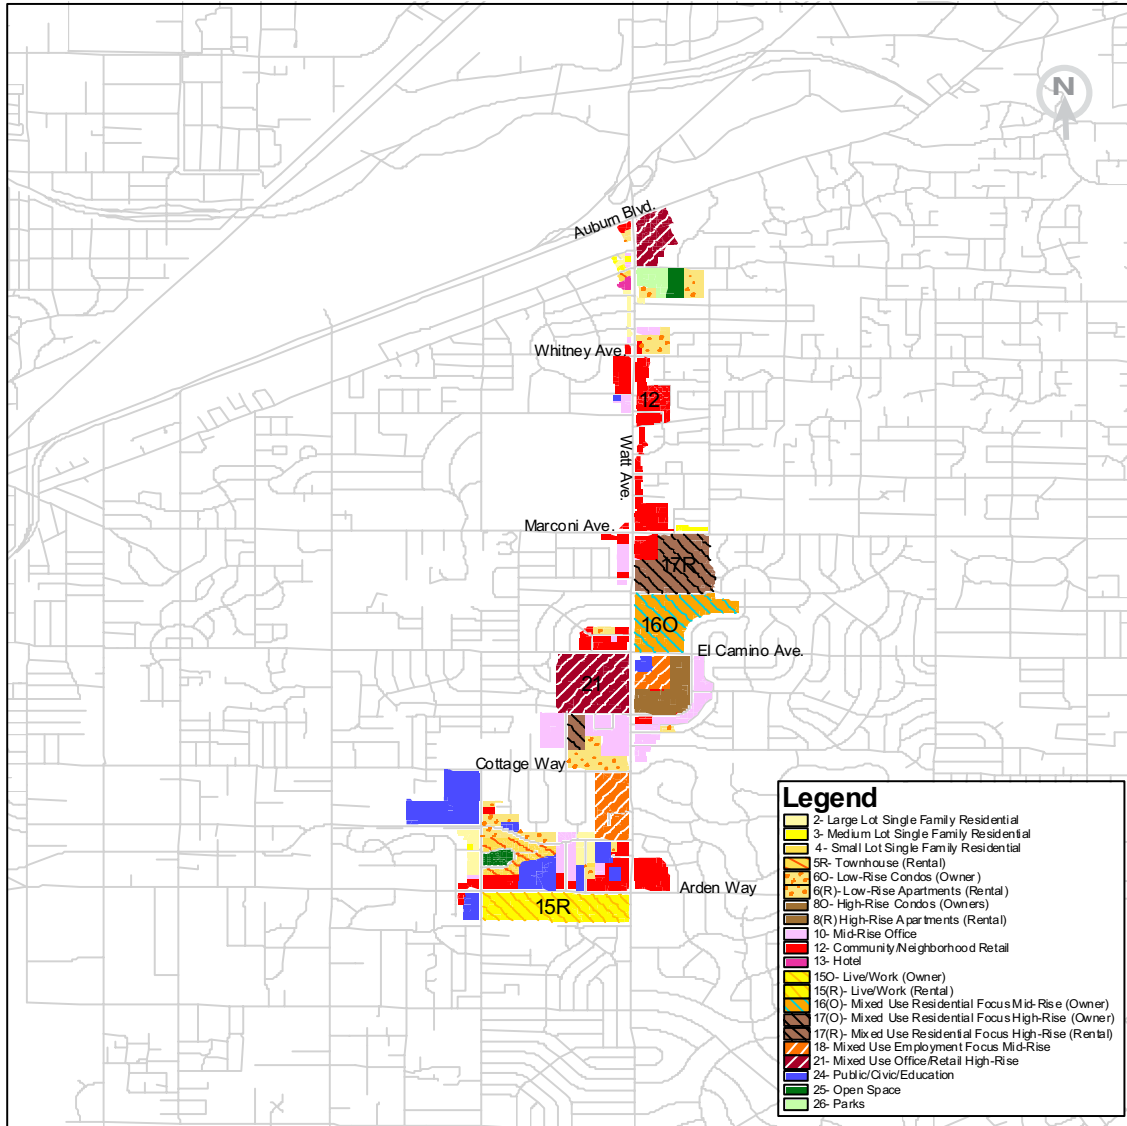 N
Auburn Blvd.
Whitney Ave.
12
Watt Ave.
Marconi Ave.
17R
16O
El Camino Ave.
21
Cottage Way
Arden Way
15R
Legend
2- Large Lot Single Family Residential
3- Medium Lot Single Family Residential
4- Small Lot Single Family Residential
5R- Townhouse (Rental)
6O- Low-Rise Condos (Owner)
6(R)- Low-Rise Apartments (Rental)
8O- High-Rise Condos (Owners)
8(R) High-Rise Apartments (Rental)
10- Mid-Rise Office
12- Community/Neighborhood Retail
13- Hotel
15O- Live/Work (Owner)
15(R)- Live/Work (Rental)
16(O)- Mixed Use Residential Focus Mid-Rise (Owner)
17(O)- Mixed Use Residential Focus High-Rise (Owner)
17(R)- Mixed Use Residential Focus High-Rise (Rental)
18- Mixed Use Employment Focus Mid-Rise
21- Mixed Use Office/Retail High-Rise
24- Public/Civic/Education
25- Open Space
26- Parks